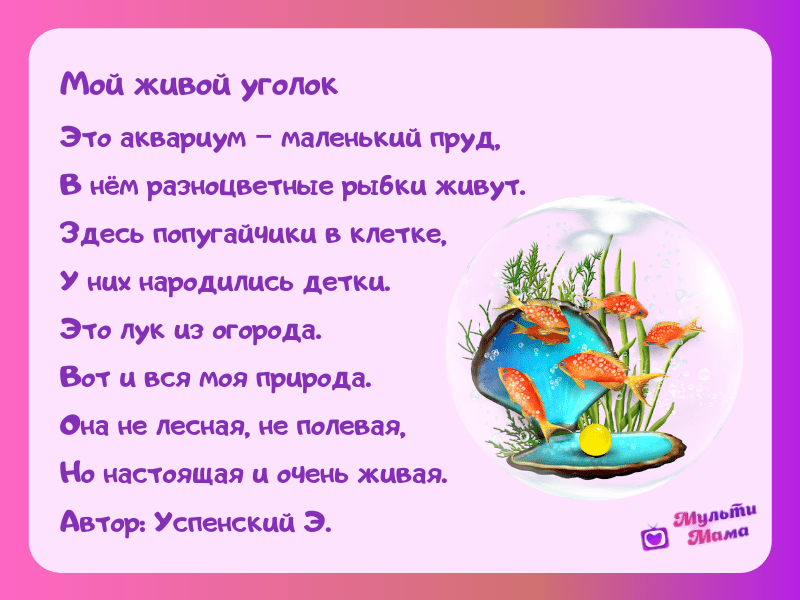 Мой живой уголок
Это аквариум – маленький пруд,
В нём разноцветные рыбки живут.
Здесь попугайчики в клетке,
У них народились детки.
Это лук из огорода.
Вот и вся моя природа.
Она не лесная, не полевая,
Но настоящая и очень живая.
Автор: Успенский Э.
Мульти
Мама